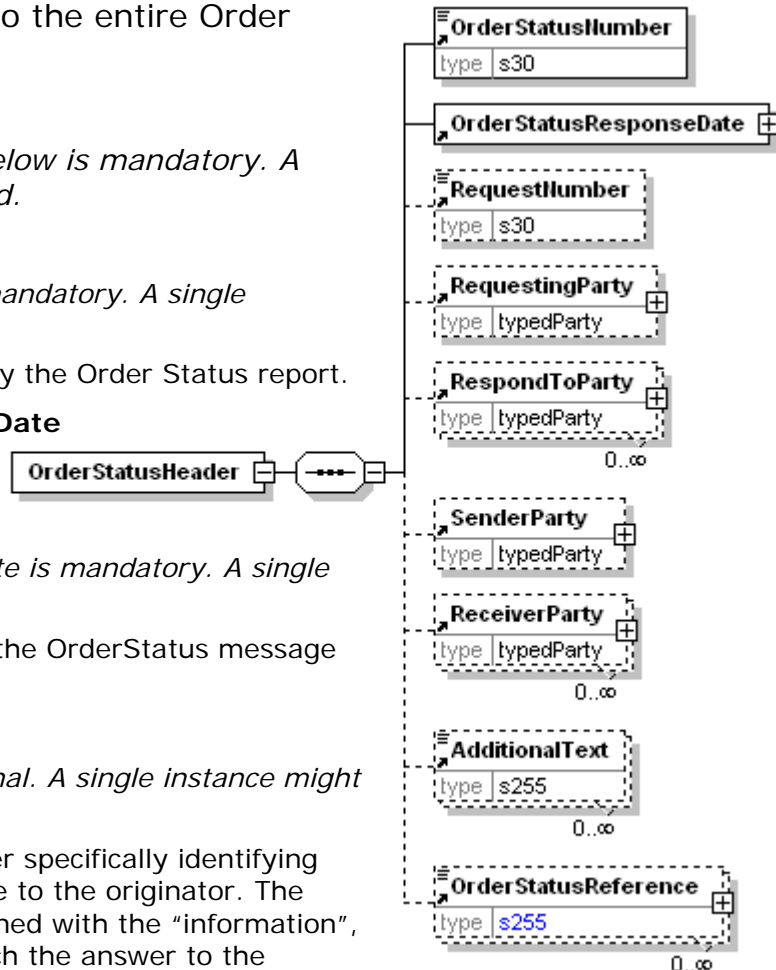 o the entire Order
elow is mandatory. A
d.
andatory. A single
y the Order Status report.
Date
te is mandatory. A single
the OrderStatus message
nal. A single instance might
er specifically identifying
e to the originator. The
ned with the “information”,
ch the answer to the
OrderStatusHeader
OrderStatusNumber
type s30
OrderStatusResponseDate
RequestNumber
type s30
RequestingParty
type typedParty
RespondToParty
type typedParty
0..∞
SenderParty
type typedParty
ReceiverParty
type typedParty
0..∞
AdditionalText
type s255
0..∞
OrderStatusReference
type s255
0..∞